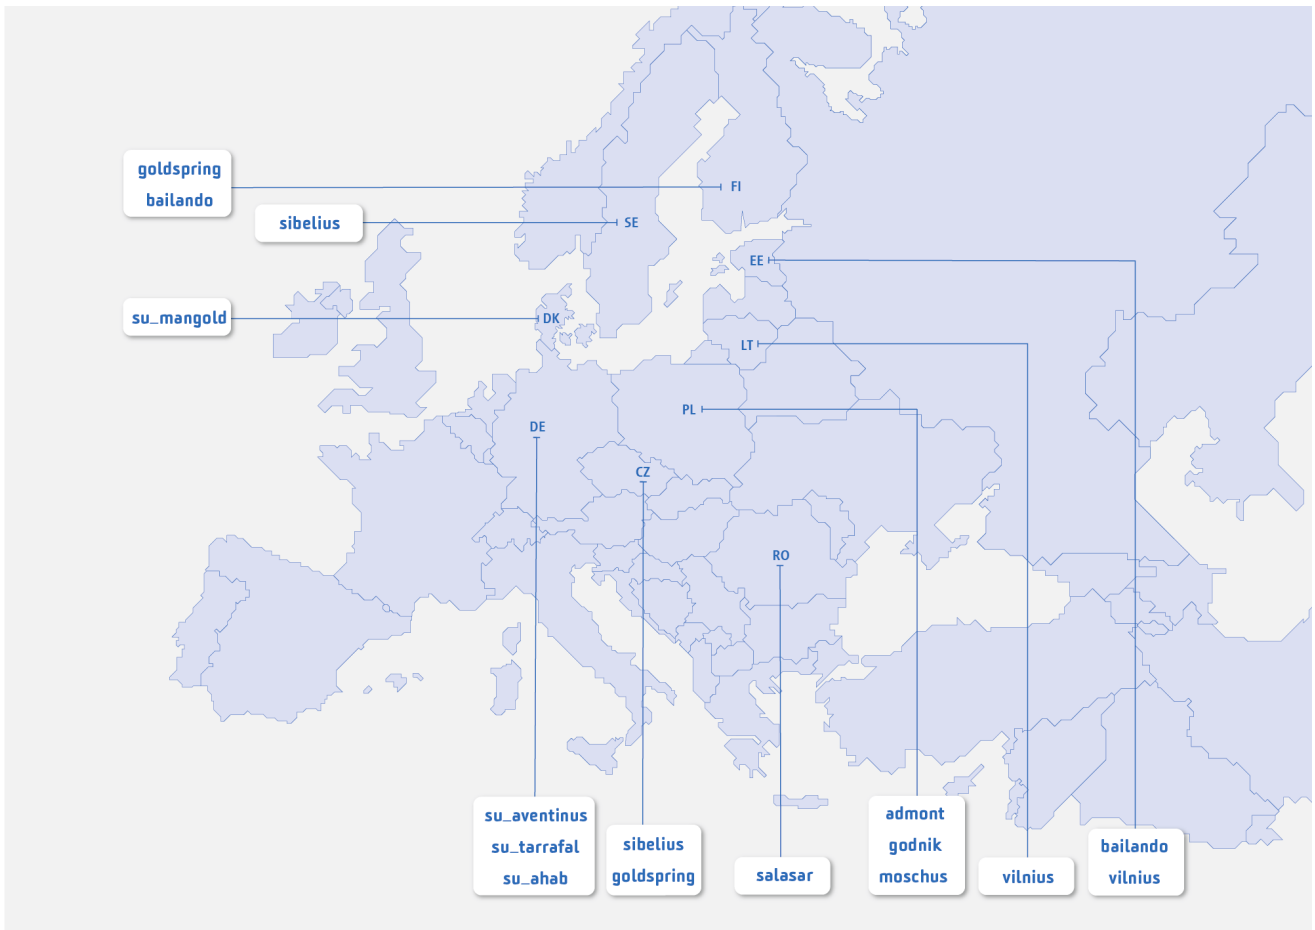 goldspring
bailando
FI
sibelius
SE
EE
su_mangold
DK
LT
PL
DE
CZ
RO
su_aventinus
su_tarrafal
su_ahab
sibelius
goldspring
salasar
admont
godnik
moschus
vilnius
bailando
vilnius